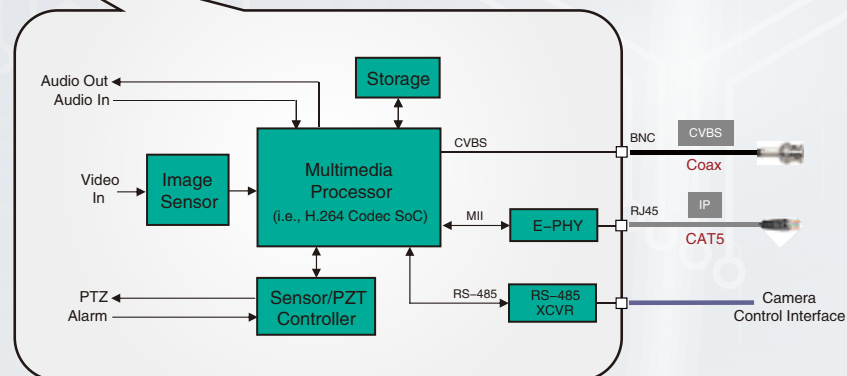 Audio Out
Audio In
Storage
CVBS
BNC
CVBS
Coax
Video
In
Image
Sensor
Multimedia
Processor
(i.e., H.264 Codec SoC)
MII
E–PHY
RJ45
IP
CAT5
PTZ
Alarm
Sensor/PZT
Controller
RS–485
RS–485
XCVR
Camera
Control Interface